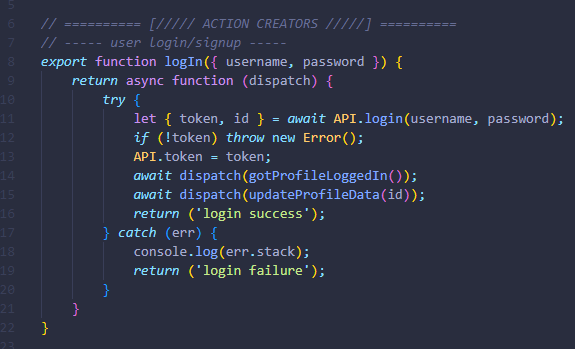 5
6 // ========== [///// ACTION CREATORS /////] ==========
7 // ----- user login/signup -----
8 export function logIn({ username, password }) {
9 return async function (dispatch) {
10 try {
11 let { token, id } = await API.login(username, password);
12 if (!token) throw new Error();
13 API.token = token;
14 await dispatch(gotProfileLoggedIn());
15 await dispatch(updateProfileData(id));
16 return ('login success');
17 } catch (err) {
18 console.log(err.stack);
19 return ('login failure');
20 }
21 }
22 }